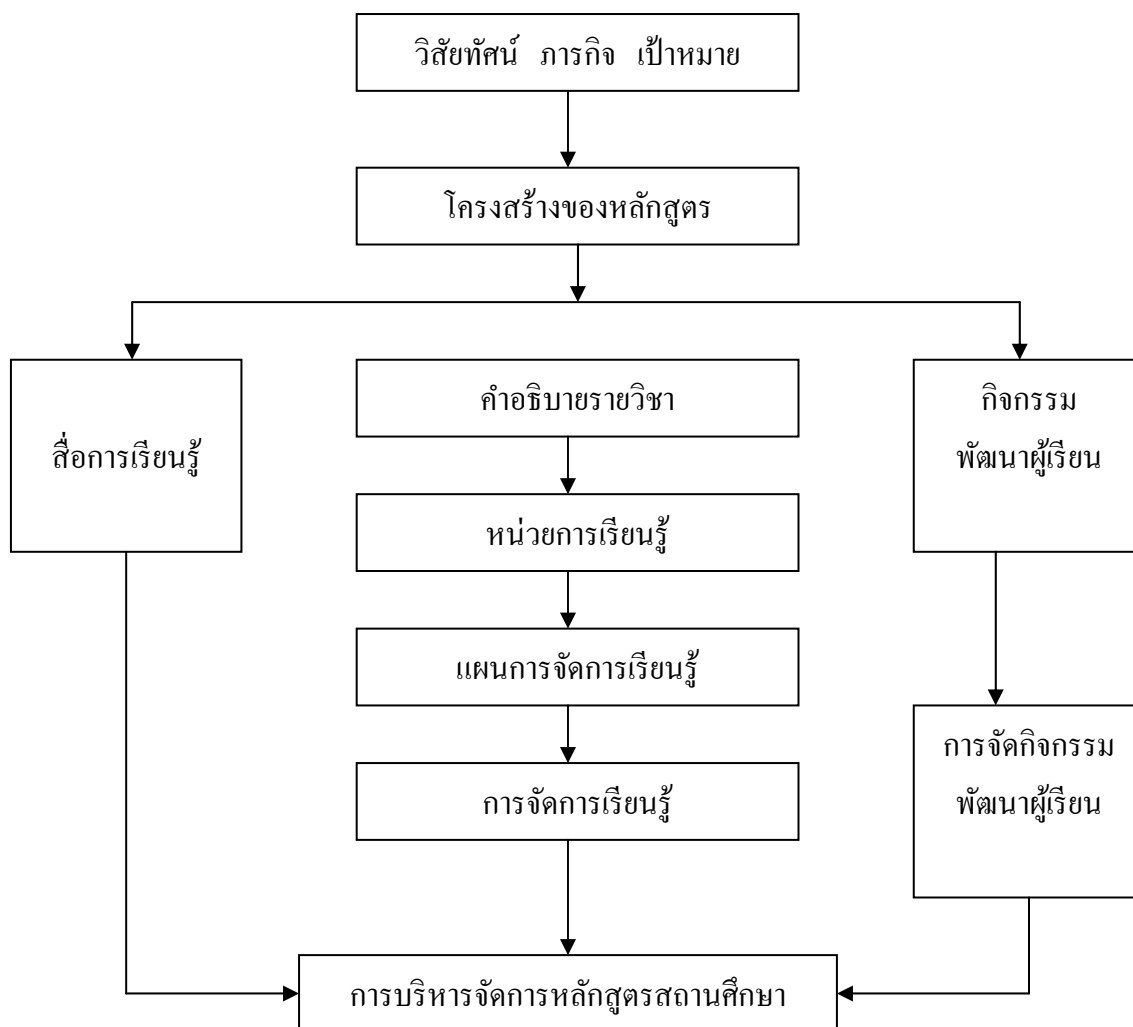 วิสัยทัศน์ ภารกิจ เป้าหมาย
โครงสร้างของหลักสูตร
สื่อการเรียนรู้
คำอธิบายรายวิชา
หน่วยการเรียนรู้
แผนการจัดการเรียนรู้
การจัดการเรียนรู้
กิจกรรม
พัฒนาผู้เรียน
การจัดกิจกรรม
พัฒนาผู้เรียน
การบริหารจัดการหลักสูตรสถานศึกษา